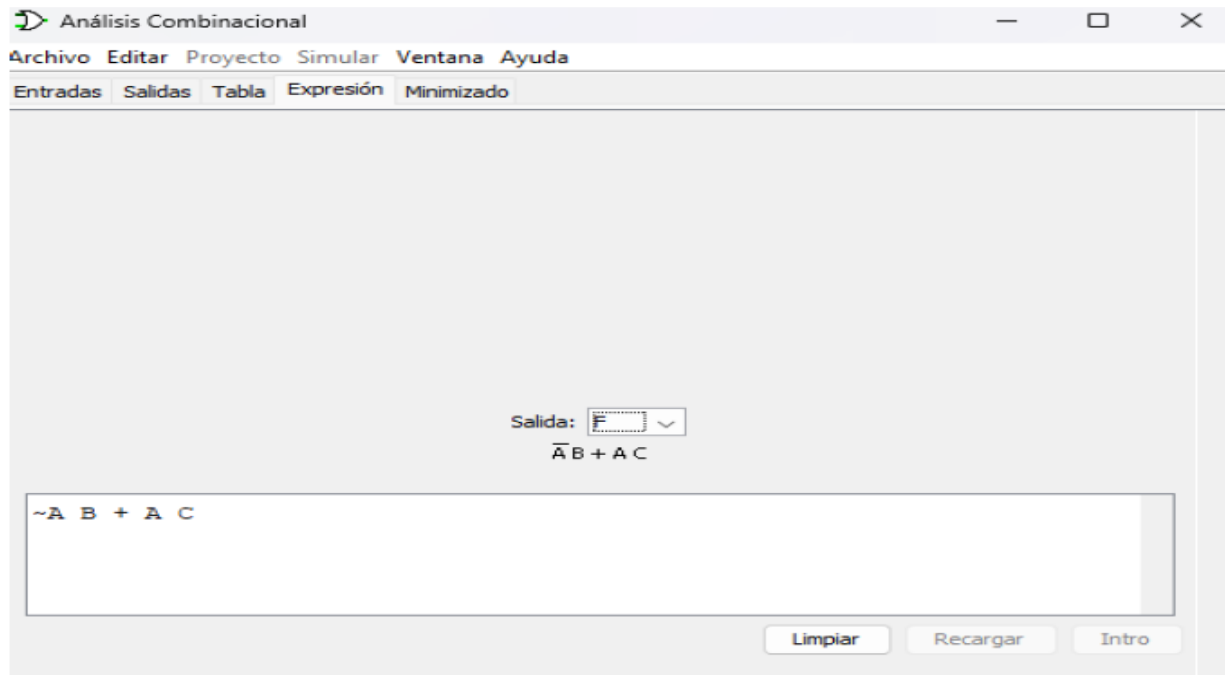 Análisis Combinacional
Archivo Editar Proyecto Simular Ventana Ayuda
Entradas Salidas Tabla Expresión Minimizado
Salida: F
A̅ B + A C
~A B + A C
Limpiar Recargar Intro